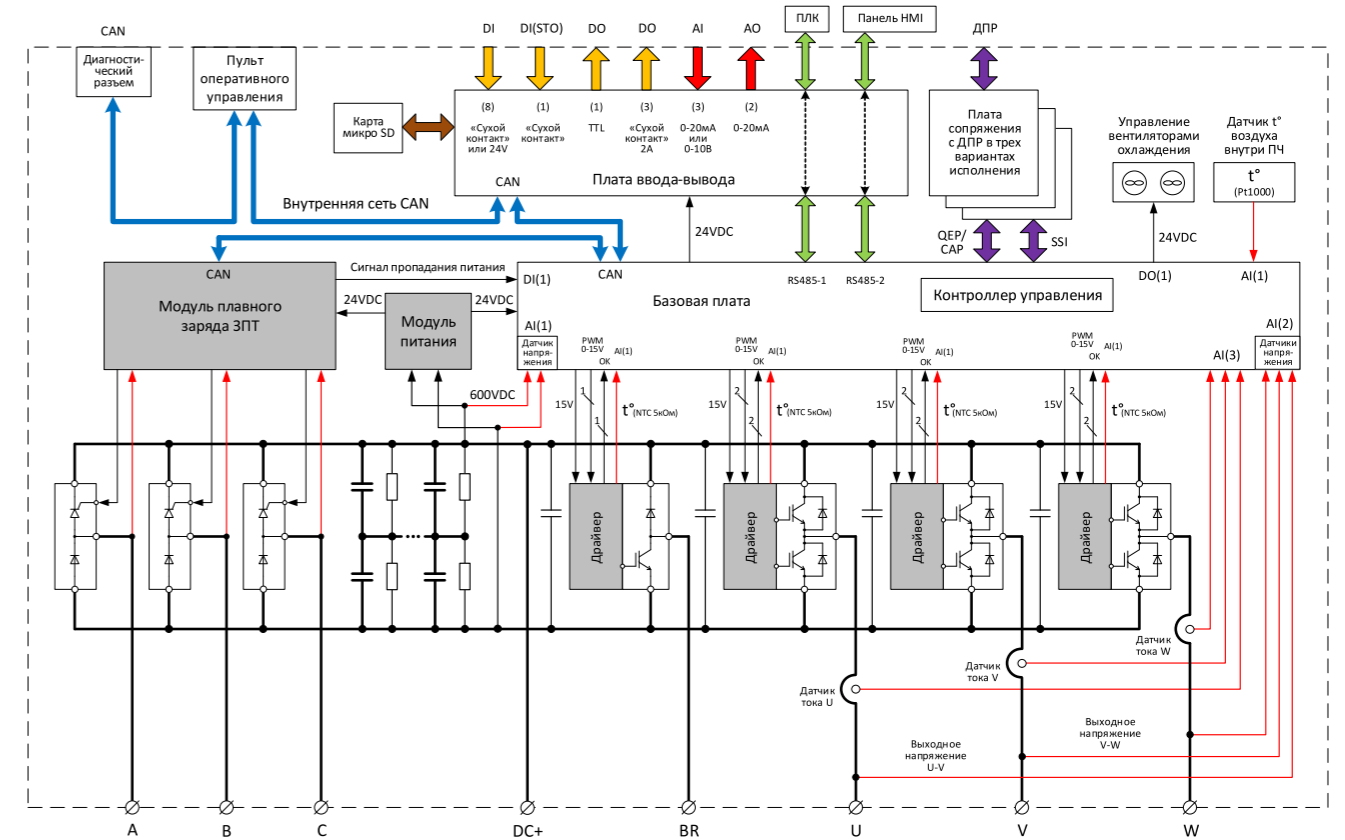 CAN
DI
DI(STO)
DO
DO
AI
AO
ПЛК
Панель HMI
ДПР
Диагности-
ческий
разъем
Пульт
оперативного
управления
Карта
микро SD
(8)
«Сухой
контакт»
или 24V
(1)
«Сухой
контакт»
(1)
TTL
(3)
«Сухой
контакт»
2А
(3)
0-20мА
или
0-10В
(2)
0-20мА
CAN
Плата ввода-вывода
Плата
сопряжения
с ДПР в трех
вариантах
исполнения
Управление
вентиляторами
охлаждения
Датчик t°
воздуха
внутри ПЧ
t°
(Pt1000)
Внутренняя сеть CAN
24VDC
QEP/
CAP
SSI
24VDC
CAN
Модуль плавного
заряда ЗПТ
Сигнал пропадания питания
24VDC
24VDC
Модуль
питания
DI(1)
CAN
RS485-1
RS485-2
DO(1)
AI(1)
Базовая плата
Контроллер управления
AI(1)
Датчик
напря-
жения
PWM
0-15V
OK
AI(1)
PWM
0-15V
OK
AI(1)
PWM
0-15V
OK
AI(1)
PWM
0-15V
OK
AI(1)
AI(3)
AI(2)
Датчики
напря-
жения
600VDC
15V
1
1
t°(NTC 5кОм)
15V
2
2
t°(NTC 5кОм)
15V
2
2
t°(NTC 5кОм)
15V
2
2
t°(NTC 5кОм)
Драйвер
Драйвер
Драйвер
Драйвер
Датчик
тока W
Датчик
тока V
Датчик
тока U
Выходное
напряжение
V-W
Выходное
напряжение
U-V
A
B
C
DC+
BR
U
V
W